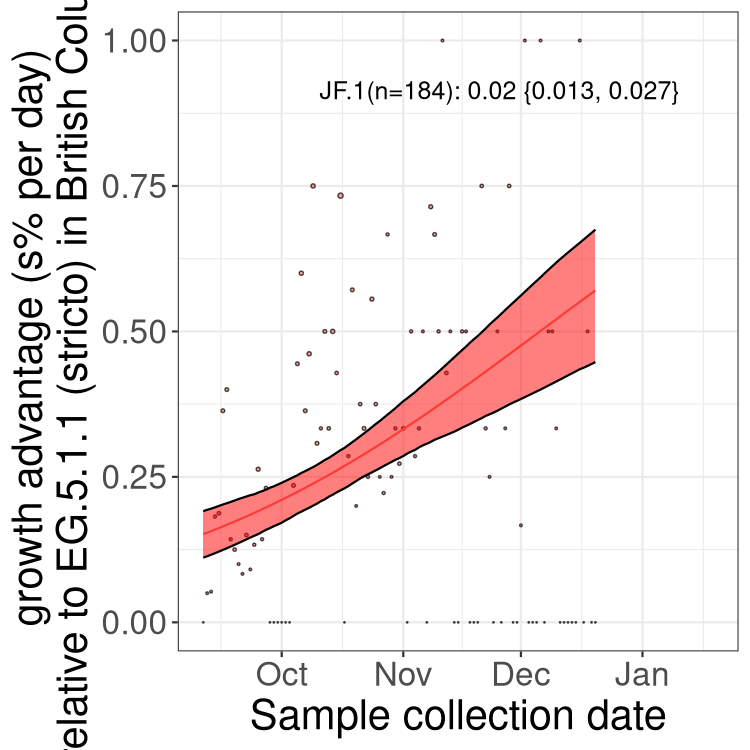 growth advantage (s% per day)
relative to EG.5.1.1 (stricto) in British Colu
1.00
0.75
0.50
0.25
0.00
JF.1(n=184): 0.02 {0.013, 0.027}
Oct Nov Dec Jan
Sample collection date